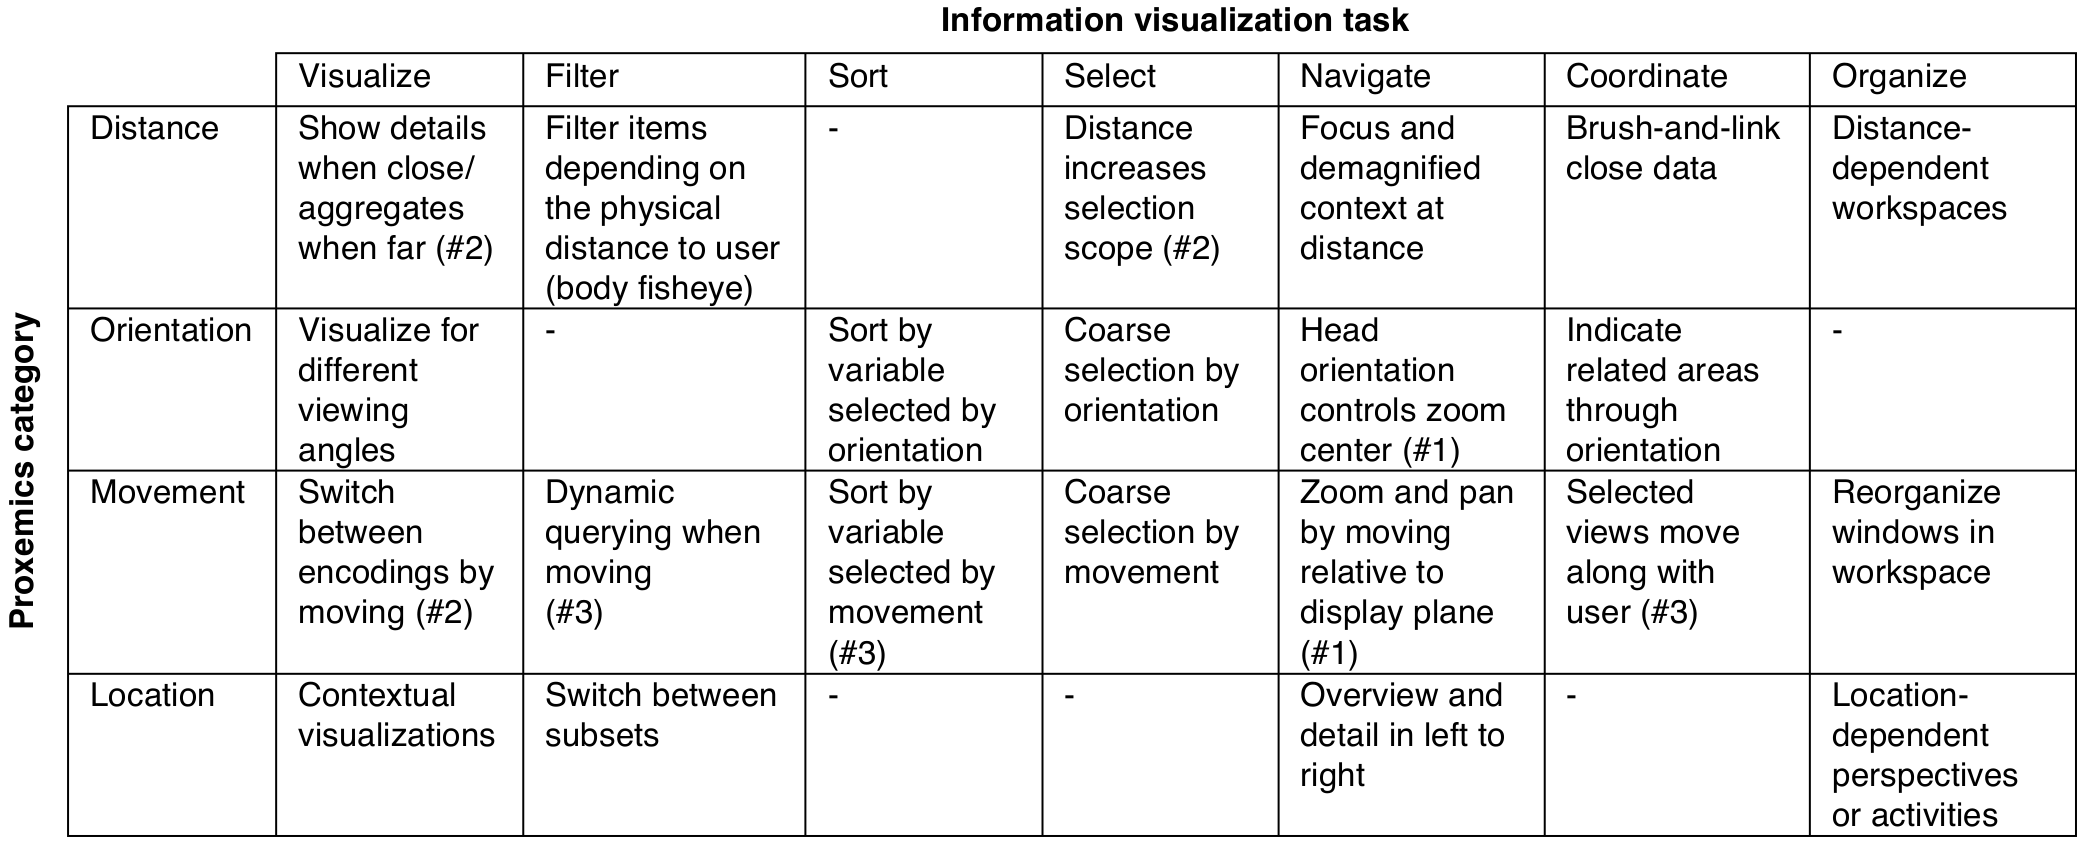 Information visualization task
Visualize
Filter
Sort
Select
Navigate
Coordinate
Organize
Proxemics category
Distance
Show details
when close/
aggregates
when far (#2)
Filter items
depending on
the physical
distance to user
(body fisheye)
-
Distance
increases
selection
scope (#2)
Focus and
demagnified
context at
distance
Brush-and-link
close data
Distance-
dependent
workspaces
Orientation
Visualize for
different
viewing
angles
-
Sort by
variable
selected by
orientation
Coarse
selection by
orientation
Head
orientation
controls zoom
center (#1)
Indicate
related areas
through
orientation
-
Movement
Switch
between
encodings by
moving (#2)
Dynamic
querying when
moving
(#3)
Sort by
variable
selected by
movement
(#3)
Coarse
selection by
movement
Zoom and pan
by moving
relative to
display plane
(#1)
Selected
views move
along with
user (#3)
Reorganize
windows in
workspace
Location
Contextual
visualizations
Switch between
subsets
-
-
Overview and
detail in left to
right
-
Location-
dependent
perspectives
or activities